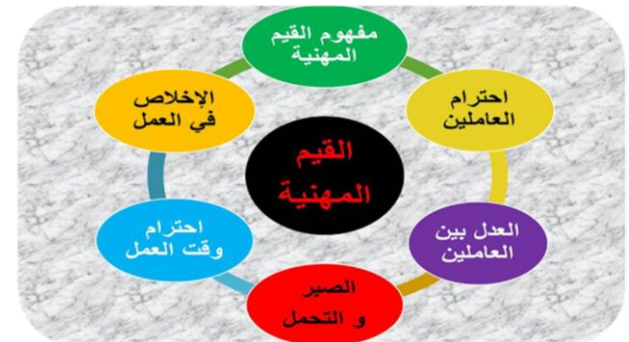 مفهوم القيم
المهنية
احترام
العاملين
العدل بين
العاملين
الصبر
و التحمل
احترام
وقت العمل
الإخلاص
في العمل
القيم
المهنية